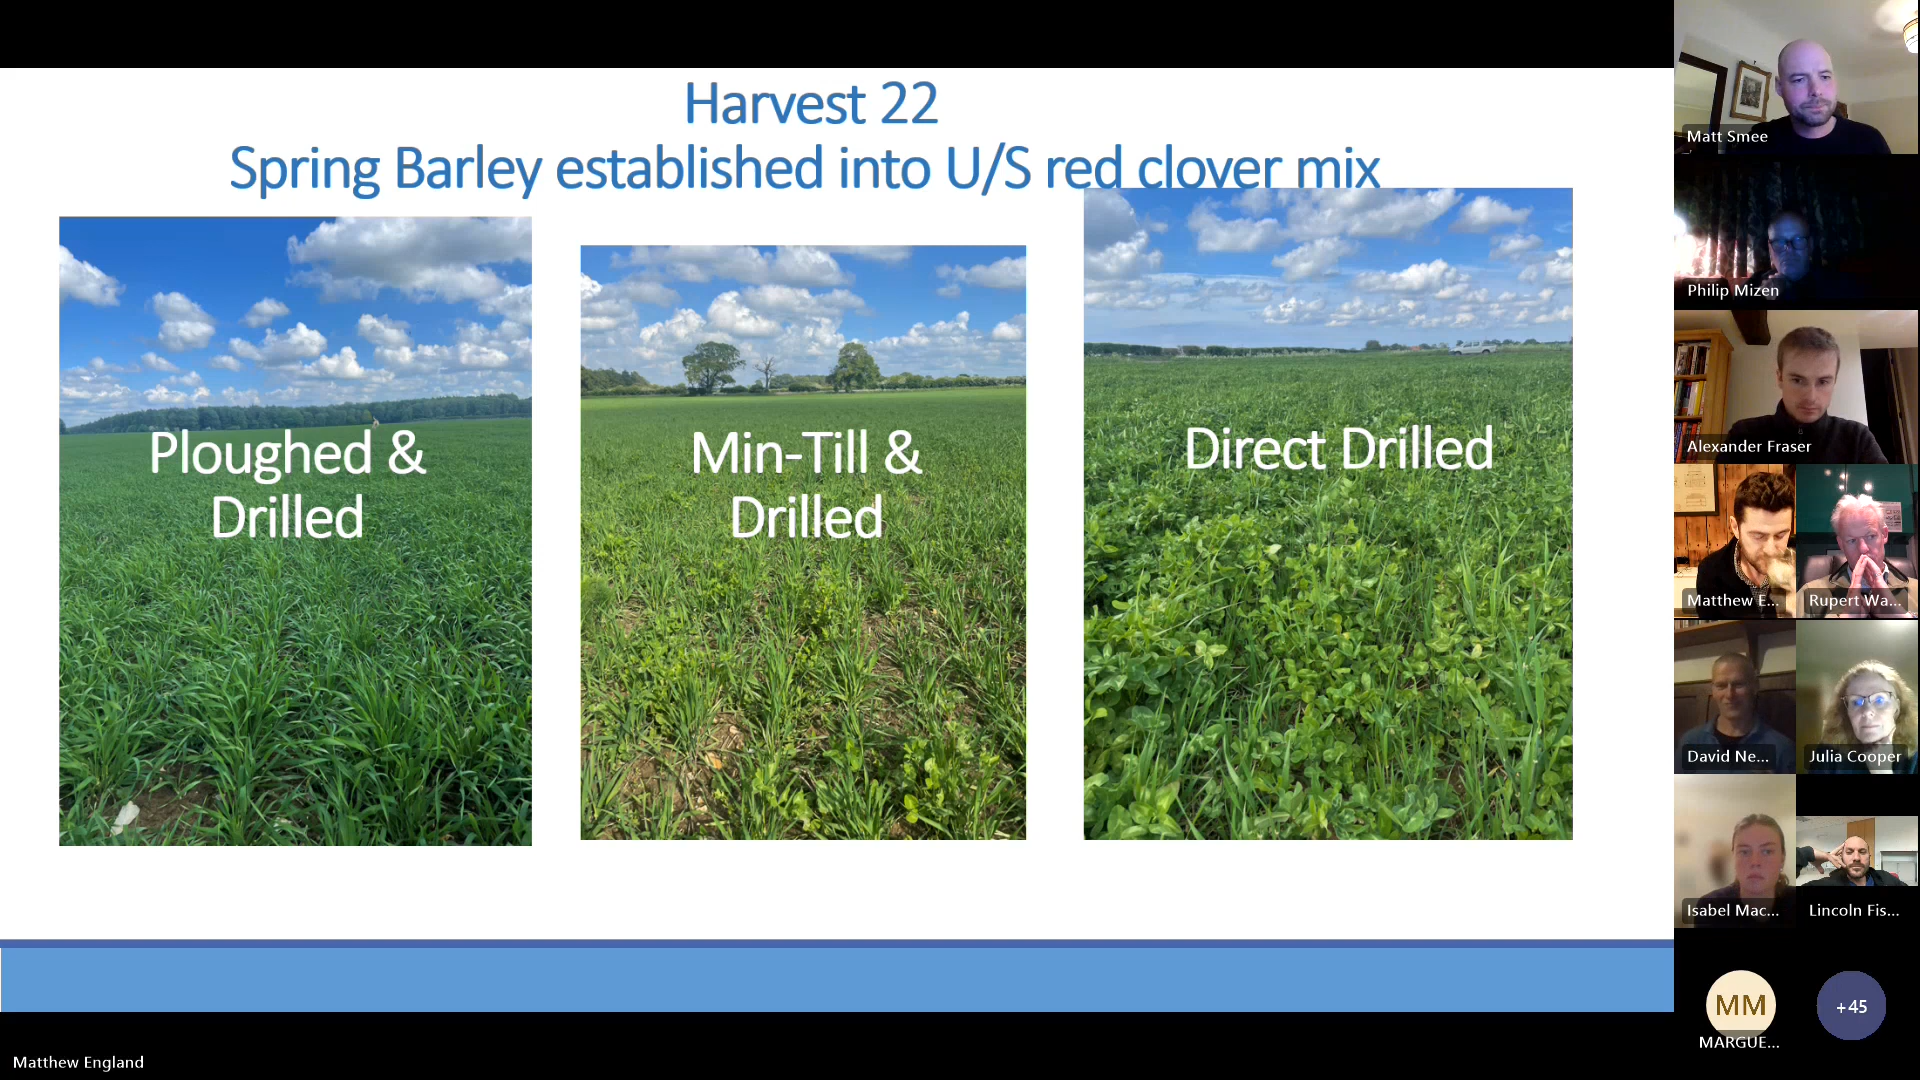 Harvest 22
Spring Barley established into U/S red clover mix
Ploughed &
Drilled
Min-Till &
Drilled
Direct Drilled
Matt Smee
Philip Mizen
Alexander Fraser
Matthew E...
Rupert Wa...
David Ne...
Julia Cooper
Isabel Mac...
Lincoln Fis...
MM
MARGUE...
+45
Matthew England